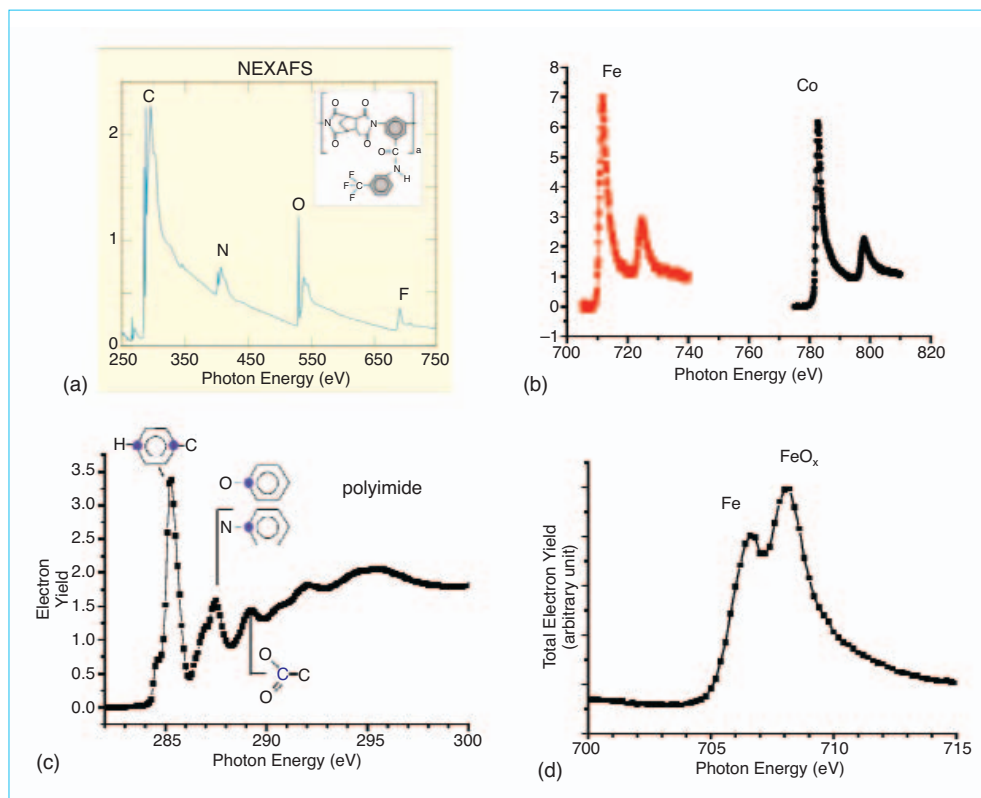 NEXAFS
C
N
O
F
2
1
0
250 350 450 550 650 750
Photon Energy (eV)
(a)
O O
N N
O O
O C
a
N
H
F
F C
F
Fe
Co
8
7
6
5
4
3
2
1
0
–1
700 720 740 760 780 800 820
Photon Energy (eV)
(b)
H C
O
N
polyimide
O
C C
O
3.5
3.0
2.5
2.0
1.5
1.0
0.5
0.0
Electron
Yield
285 290 295 300
Photon Energy (eV)
(c)
FeOx
Fe
Total Electron Yield
(arbitrary unit)
700 705 710 715
Photon Energy (eV)
(d)